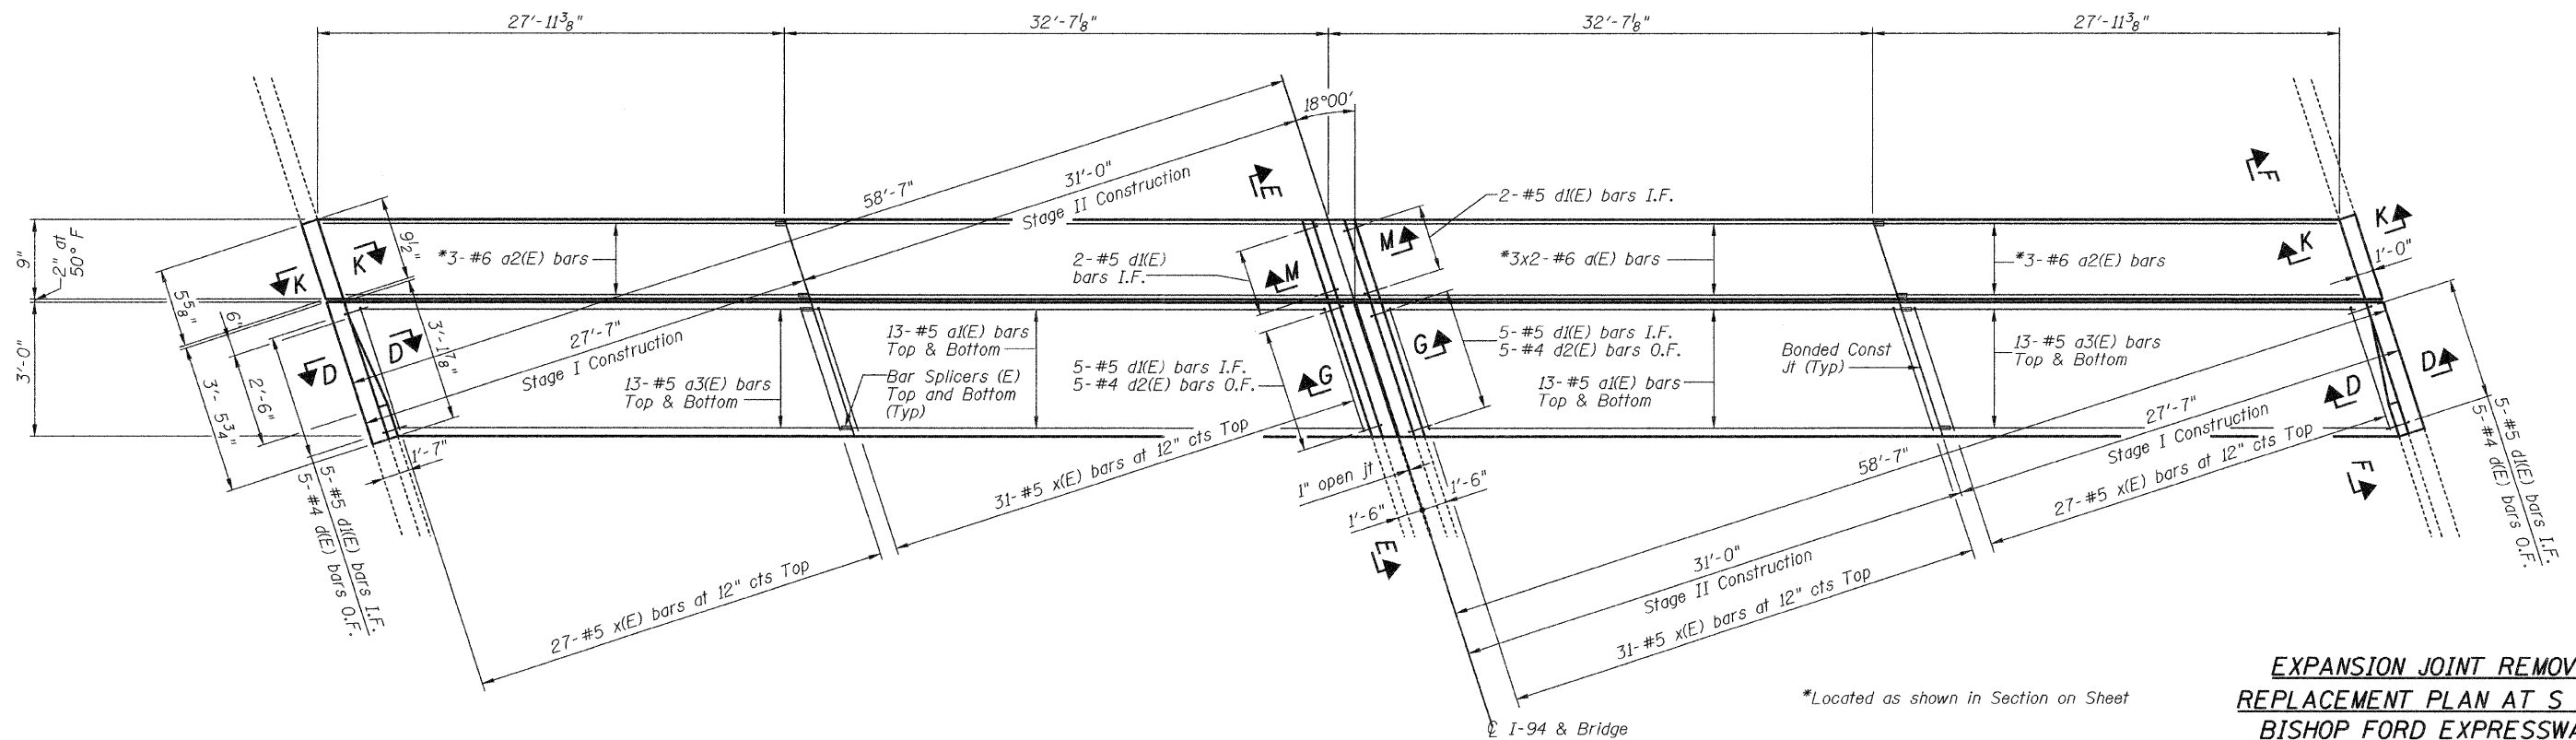 27'-11 3/8"
32'-7 1/8"
32'-7 1/8"
27'-11 3/8"
18°00'
58'-7"
31'-0"
Stage II Construction
E
F
2-#5 d1(E) bars I.F.
9"
2" at
50° F
3'-0"
K
K
9 1/2"
*3-#6 a2(E) bars
2-#5 d1(E)
bars I.F.
M
M
*3x2-#6 a(E) bars
*3-#6 a2(E) bars
K
K
1'-0"
5 5/8"
6"
2'-6"
3'-5 3/4"
3'-1 7/8"
D
D
27'-7"
Stage I Construction
13-#5 a3(E) bars
Top & Bottom
13-#5 a1(E) bars
Top & Bottom
Bar Splicers (E)
Top and Bottom
(Typ)
5-#5 d1(E) bars I.F.
5-#4 d2(E) bars O.F.
G
G
5-#5 d1(E) bars I.F.
5-#4 d2(E) bars O.F.
13-#5 a1(E) bars
Top & Bottom
Bonded Const
Jt (Typ)
13-#5 a3(E) bars
Top & Bottom
D
D
1'-7"
5-#5 d1(E) bars I.F.
5-#4 d(E) bars O.F.
31-#5 x(E) bars at 12" cts Top
27-#5 x(E) bars at 12" cts Top
1" open jt
1'-6"
1'-6"
E
58'-7"
27'-7"
Stage I Construction
27-#5 x(E) bars at 12" cts Top
F
5-#5 d1(E) bars I.F.
5-#4 d(E) bars O.F.
31'-0"
Stage II Construction
31-#5 x(E) bars at 12" cts Top
℄ I-94 & Bridge
*Located as shown in Section on Sheet
EXPANSION JOINT REMOV
REPLACEMENT PLAN AT S
BISHOP FORD EXPRESSWA